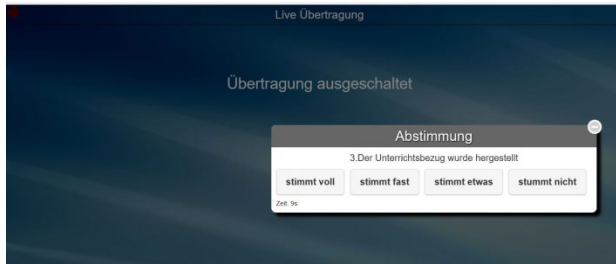 Live Übertragung
Übertragung ausgeschaltet
Abstimmung
3.Der Unterrichtsbezug wurde hergestellt
stimmt voll stimmt fast stimmt etwas stummt nicht
Zeit: 9s